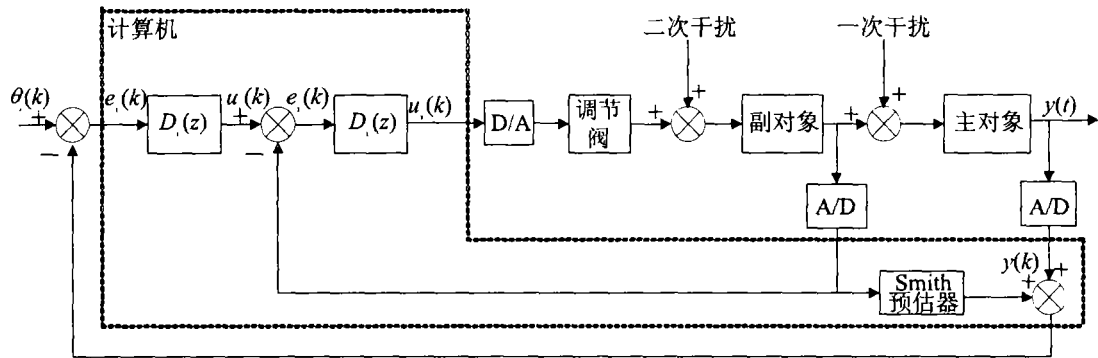 计算机
二次干扰
一次干扰
θ(k)
+
−
e(k)
D(z)
u(k)
+
−
e(k)
D(z)
u(k)
D/A
调节
阀
+
+
副对象
+
+
主对象
y(t)
A/D
A/D
y(k)
+
+
Smith
预估器